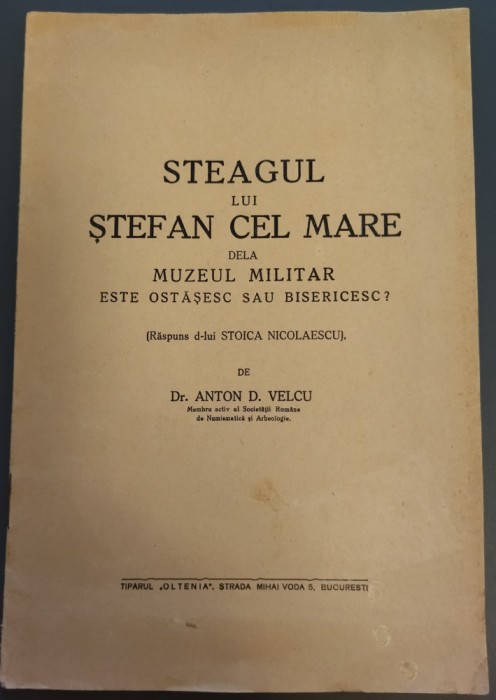 STEAGUL
LUI
ȘTEFAN CEL MARE
DELA
MUZEUL MILITAR
ESTE OSTĂȘESC SAU BISERICESC?
(Răspuns d-lui STOICA NICOLAESCU).
DE
Dr. ANTON D. VELCU
Membru activ al Societății Române
de Numismatică și Arheologie.
TIPARUL „OLTENIA”, STRADA MIHAI VODA 5, BUCUREȘTI